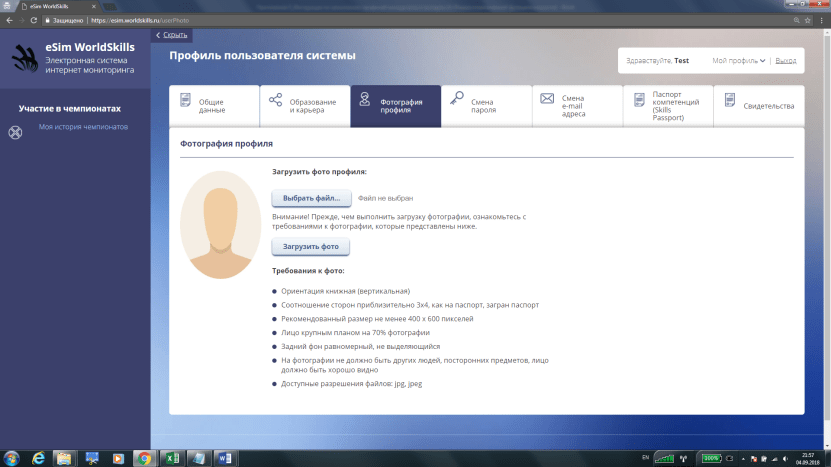 eSim WorldSkills
Защищено
https://esim.worldskills.ru/userPhoto
Скрыть
eSim WorldSkills
Электронная система
интернет мониторинга
Участие в чемпионатах
Моя история чемпионатов
Профиль пользователя системы
Здравствуйте, Test
Мой профиль
Выход
Общие
данные
Образование
и карьера
Фотография
профиля
Смена
пароля
Смена
e-mail
адреса
Паспорт
компетенций
(Skills
Passport)
Свидетельства
Фотография профиля
Загрузить фото профиля:
Выбрать файл...
Файл не выбран
Внимание! Прежде, чем выполнить загрузку фотографии, ознакомьтесь с
требованиями к фотографии, которые представлены ниже.
Загрузить фото
Требования к фото:
Ориентация книжная (вертикальная)
Соотношение сторон приблизительно 3x4, как на паспорт, загран паспорт
Рекомендованный размер не менее 400 x 600 пикселей
Лицо крупным планом на 70% фотографии
Задний фон равномерный, не выделяющийся
На фотографии не должно быть других людей, посторонних предметов, лицо
должно быть хорошо видно
Доступные разрешения файлов: jpg, jpeg
EN
100%
21:57
04.09.2018